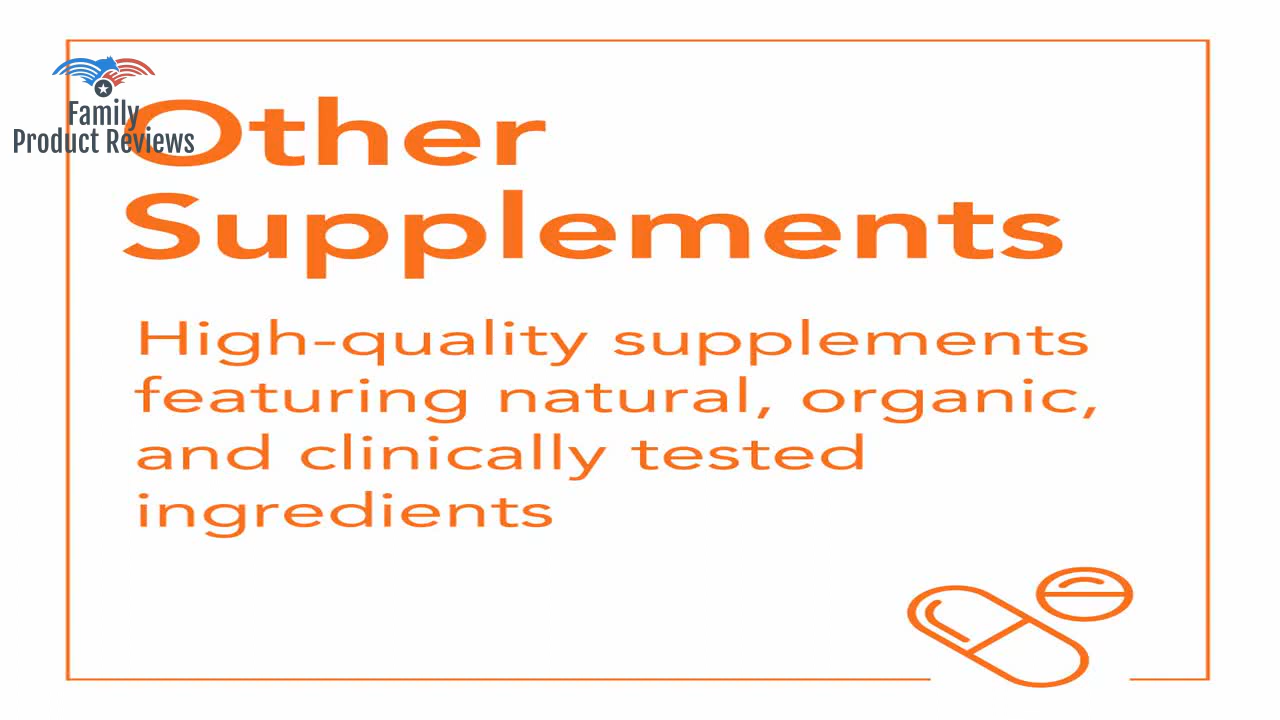 Family
Product Reviews
Other
Supplements
High-quality supplements
featuring natural, organic,
and clinically tested
ingredients